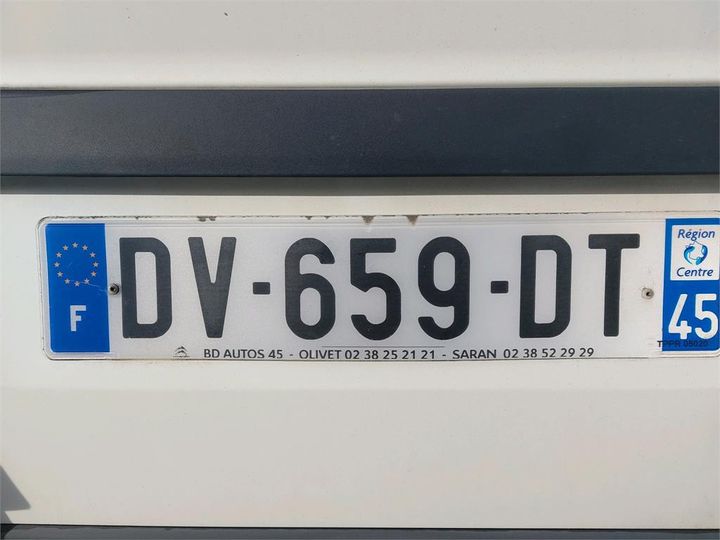 F
DV-659-DT
Région
Centre
45
BD AUTOS 45 - OLIVET 02 38 25 21 21 - SARAN 02 38 52 29 29